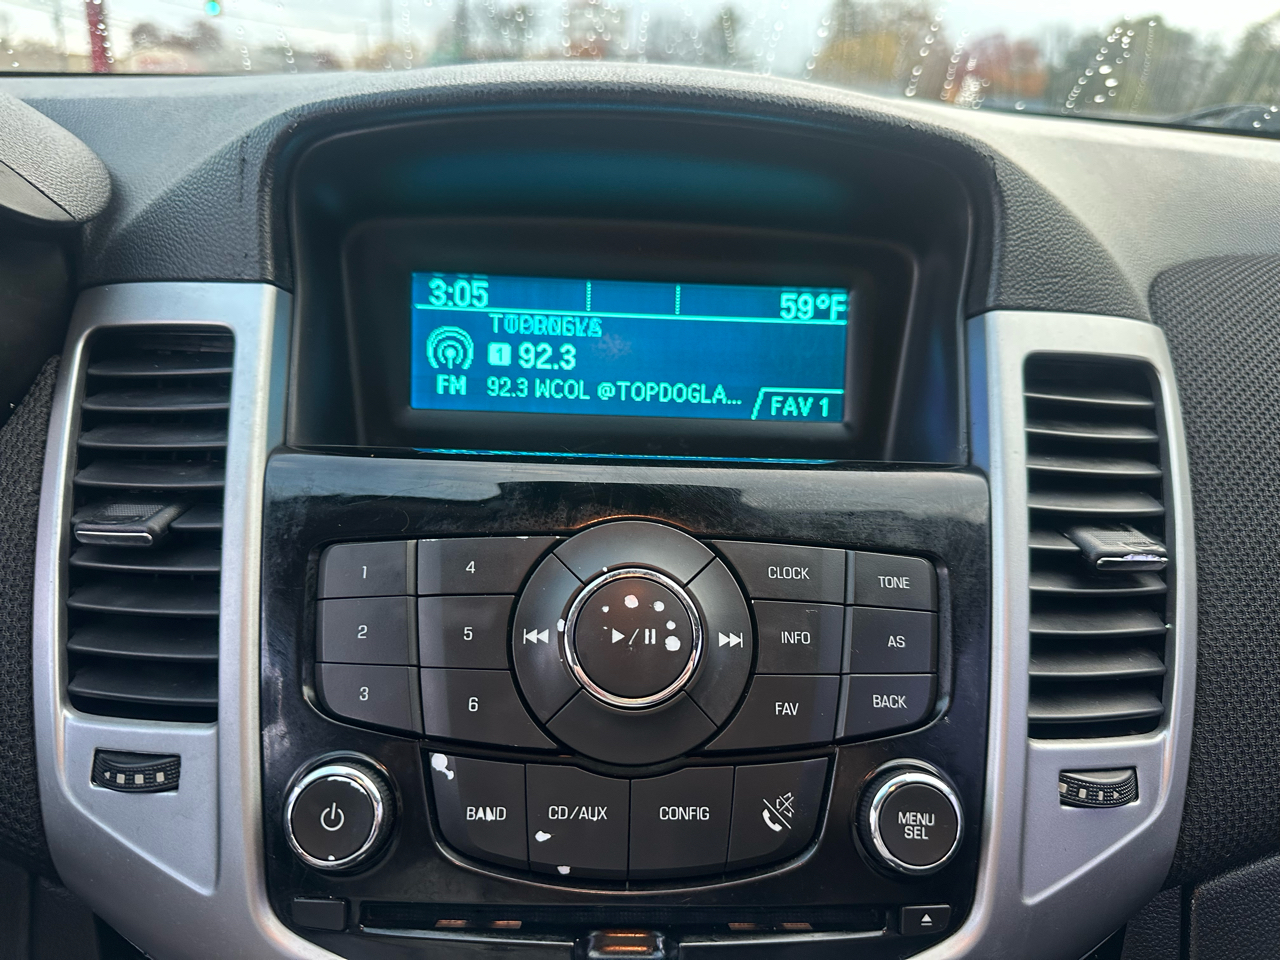 3:05 59°F
1 92.3
FM 92.3 WCOL @TOPDOGLA... FAV 1
1 4 CLOCK TONE
2 5 INFO AS
3 6 FAV BACK
BAND CD/AUX CONFIG
MENU
SEL